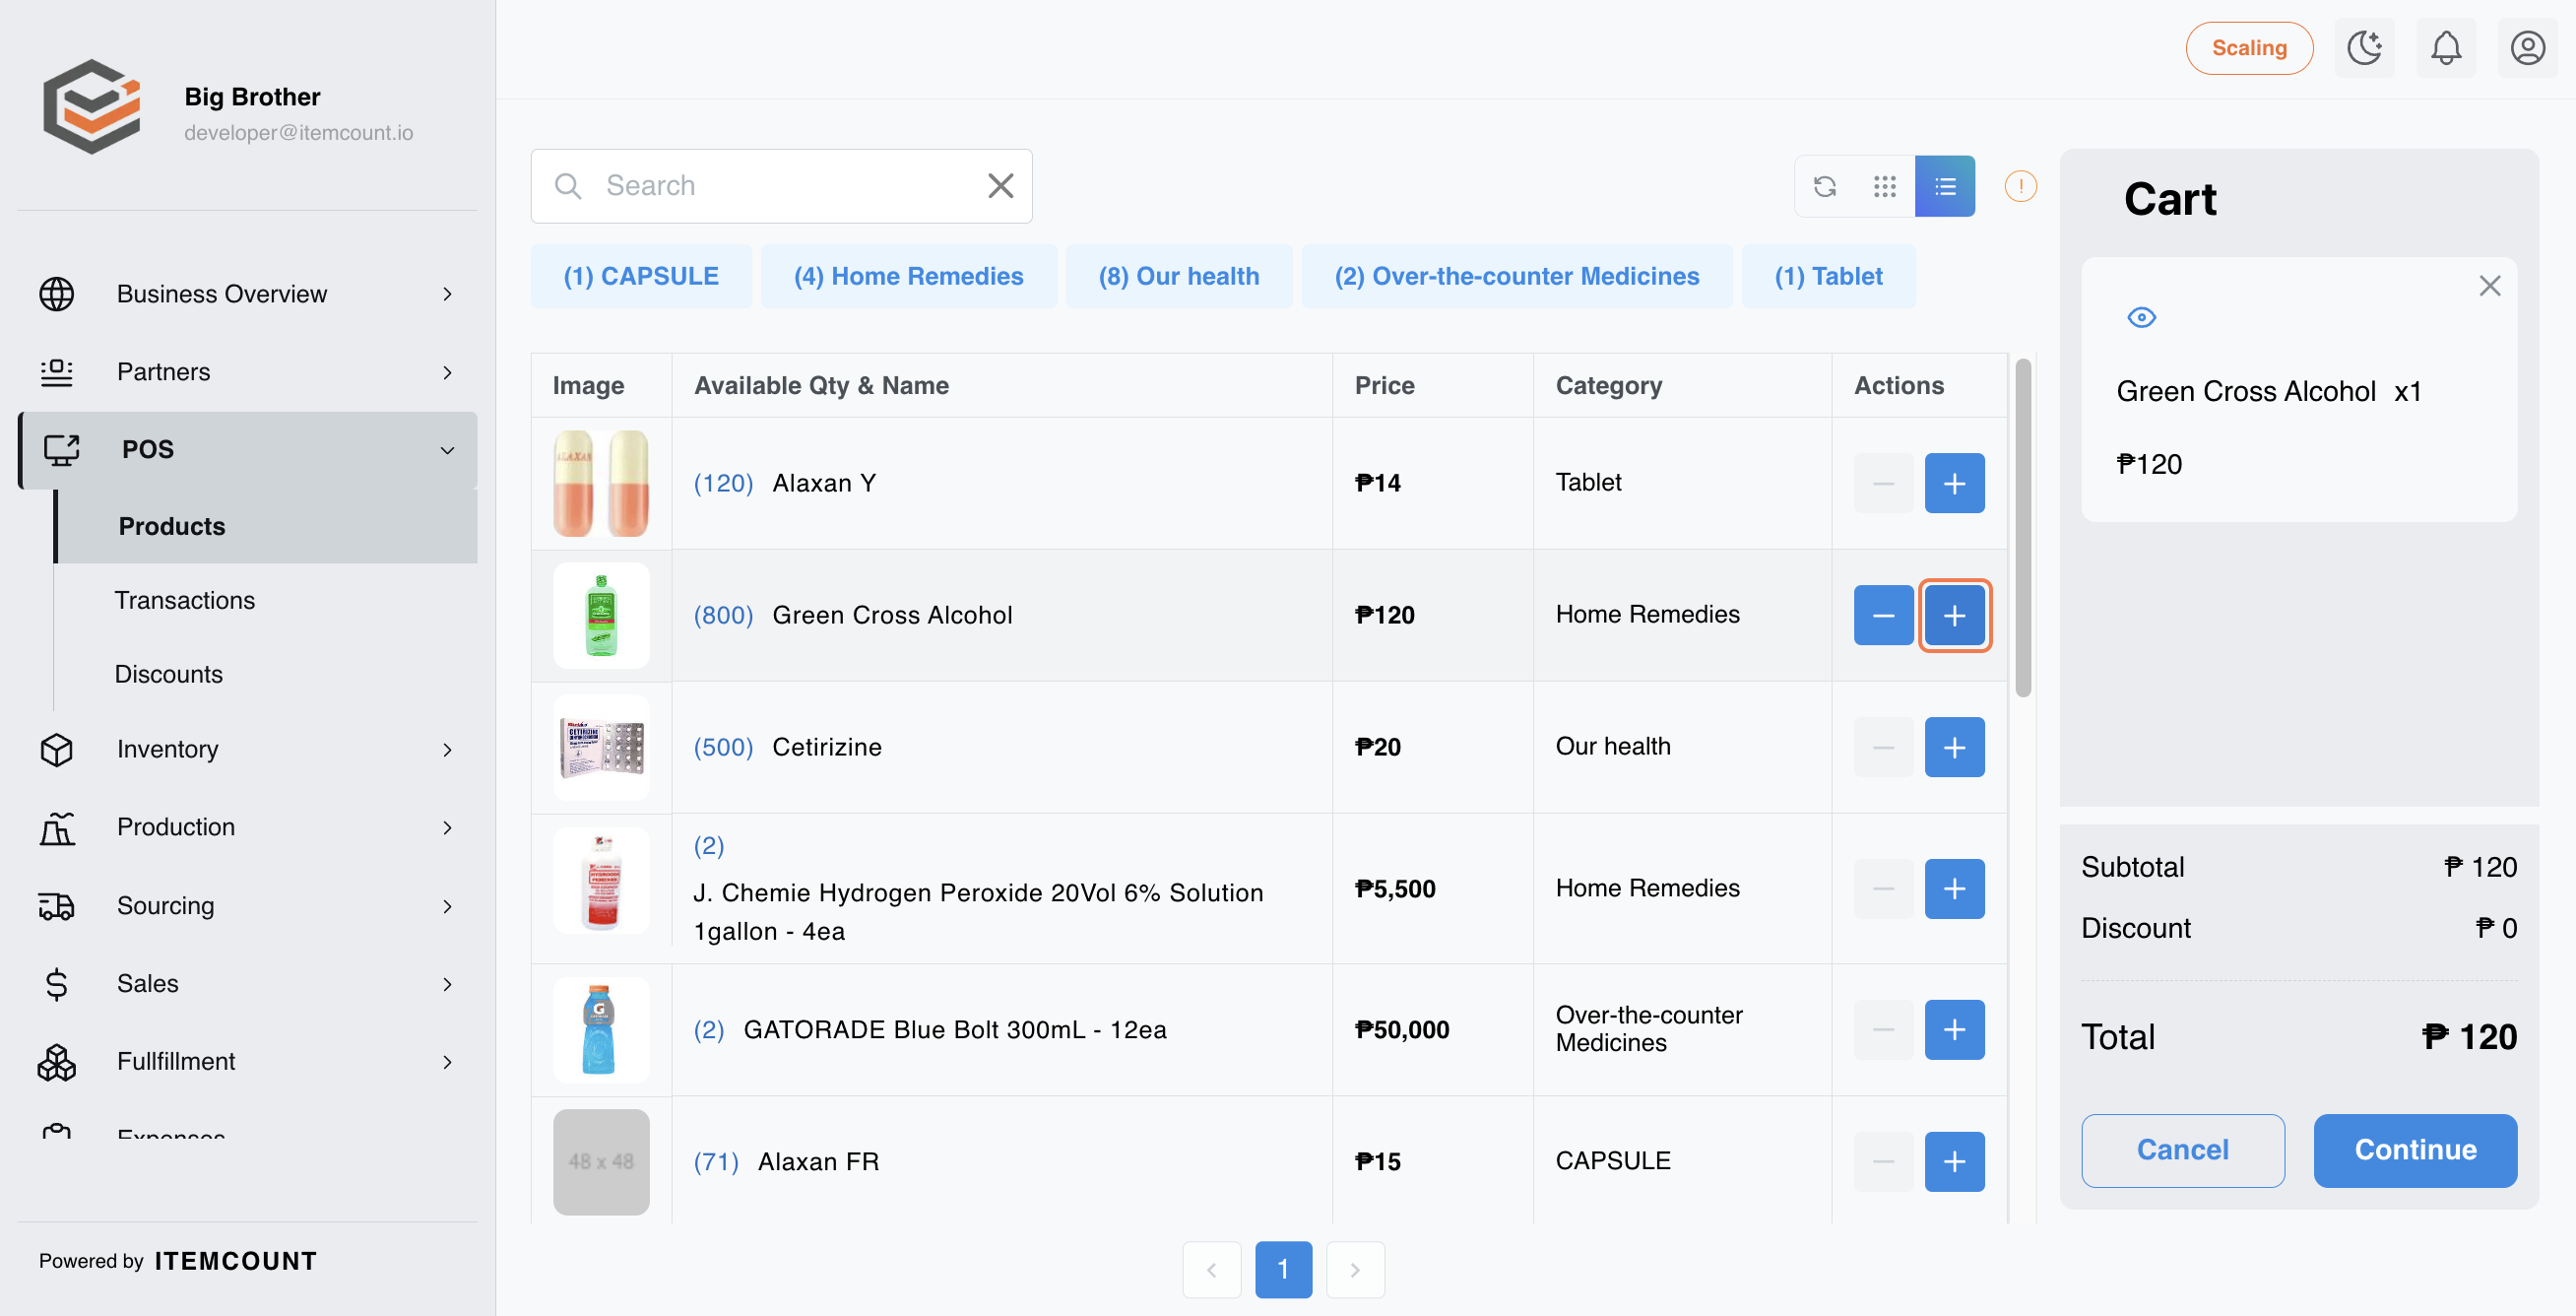 Big Brother
developer@itemcount.io
Business Overview
Partners
POS
Products
Transactions
Discounts
Inventory
Production
Sourcing
Sales
Fullfillment
Expenses
Powered by ITEMCOUNT
Scaling
Search
(1) CAPSULE
(4) Home Remedies
(8) Our health
(2) Over-the-counter Medicines
(1) Tablet
Image
Available Qty & Name
Price
Category
Actions
ALAXAN
(120) Alaxan Y
₱14
Tablet
(800) Green Cross Alcohol
₱120
Home Remedies
CETIRIZINE
(500) Cetirizine
₱20
Our health
HYDROGEN
PEROXIDE
(2)
J. Chemie Hydrogen Peroxide 20Vol 6% Solution
1gallon - 4ea
₱5,500
Home Remedies
G
(2) GATORADE Blue Bolt 300mL - 12ea
₱50,000
Over-the-counter
Medicines
48 x 48
(71) Alaxan FR
₱15
CAPSULE
1
Cart
Green Cross Alcohol x1
₱120
Subtotal ₱ 120
Discount ₱ 0
Total ₱ 120
Cancel
Continue